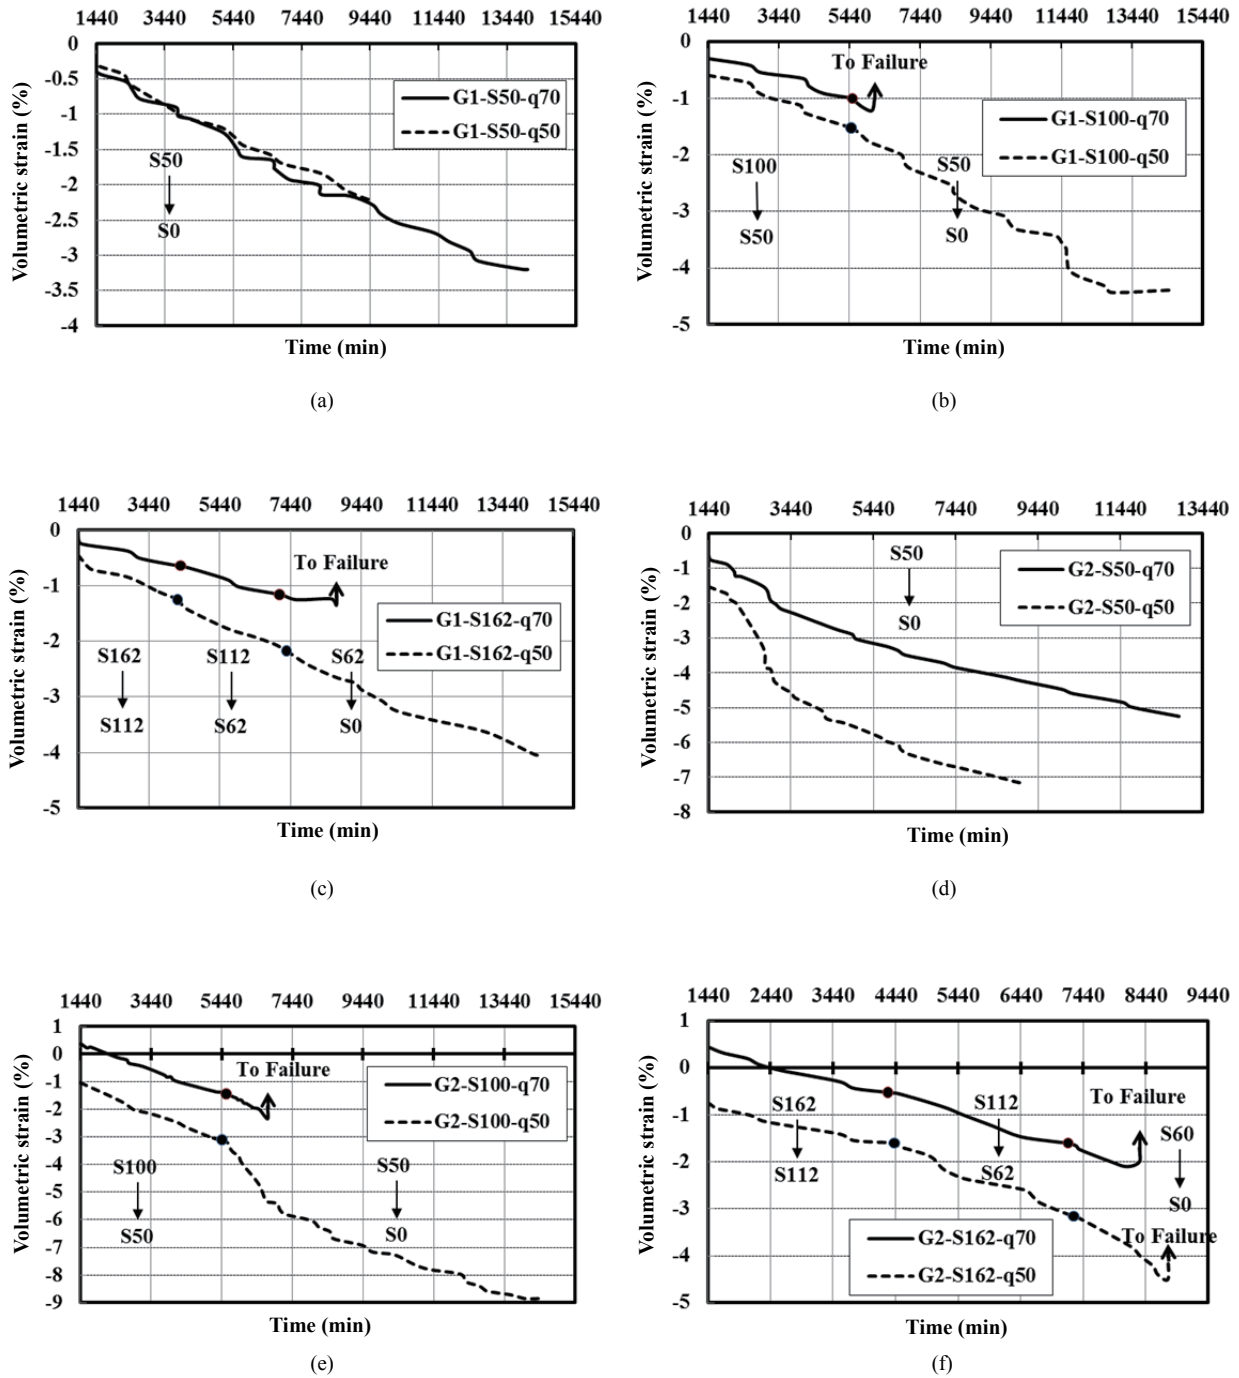 1440 3440 5440 7440 9440 11440 13440 15440
0
-0.5
-1
-1.5
-2
-2.5
-3
-3.5
-4
Volumetric strain (%)
G1-S50-q70
G1-S50-q50
S50
S0
Time (min)
(a)
1440 3440 5440 7440 9440 11440 13440 15440
0
-1
-2
-3
-4
-5
Volumetric strain (%)
To Failure
G1-S100-q70
G1-S100-q50
S100
S50
S50
S0
Time (min)
(b)
1440 3440 5440 7440 9440 11440 13440 15440
0
-1
-2
-3
-4
-5
Volumetric strain (%)
To Failure
G1-S162-q70
G1-S162-q50
S162 S112 S62
S112 S62 S0
Time (min)
(c)
1440 3440 5440 7440 9440 11440 13440
0
-1
-2
-3
-4
-5
-6
-7
-8
Volumetric strain (%)
S50
S0
G2-S50-q70
G2-S50-q50
Time (min)
(d)
1440 3440 5440 7440 9440 11440 13440 15440
1
0
-1
-2
-3
-4
-5
-6
-7
-8
-9
Volumetric strain (%)
To Failure
G2-S100-q70
G2-S100-q50
S100 S50
S50 S0
Time (min)
(e)
1440 2440 3440 4440 5440 6440 7440 8440 9440
1
0
-1
-2
-3
-4
-5
Volumetric strain (%)
To Failure
S162 S112 S60
S112 S62 S0
To Failure
G2-S162-q70
G2-S162-q50
Time (min)
(f)